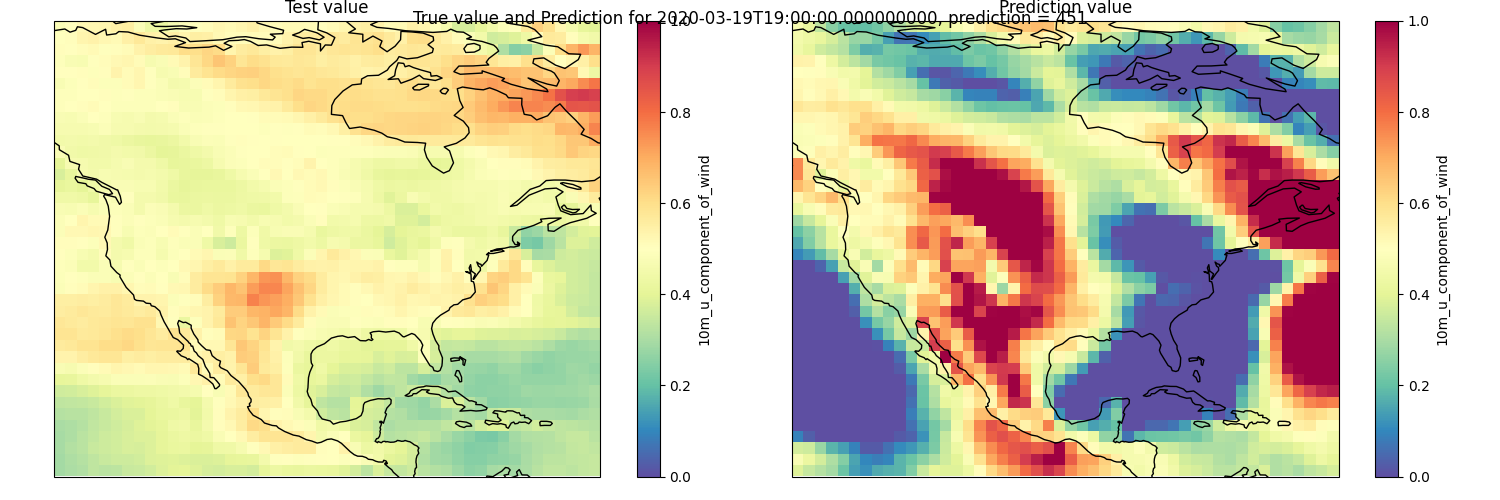 Test value
Prediction value
True value and Prediction for 2020-03-19T19:00:00.000000000, prediction = 451
1.0
0.8
0.6
0.4
0.2
0.0
10m_u_component_of_wind
1.0
0.8
0.6
0.4
0.2
0.0
10m_u_component_of_wind